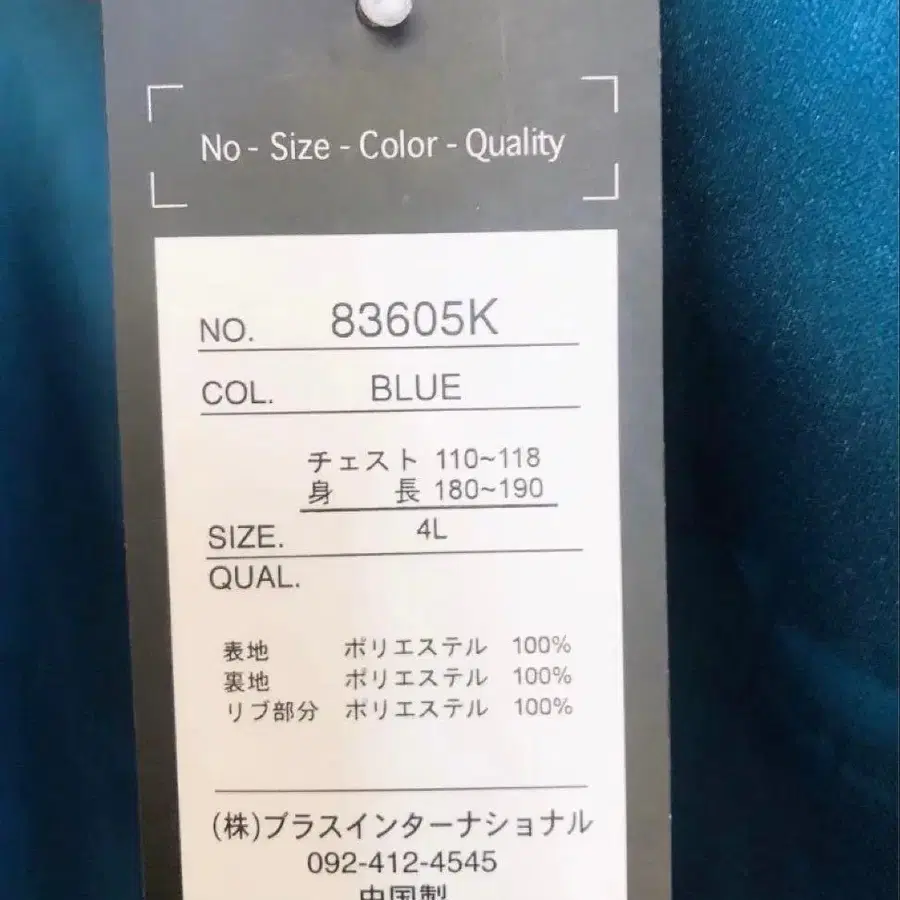 No - Size - Color - Quality
NO. 83605K
COL. BLUE
チェスト 110~118
身 長 180~190
SIZE. 4L
QUAL.
表地 ポリエステル 100%
裏地 ポリエステル 100%
リブ部分 ポリエステル 100%
(株)プラスインターナショナル
092-412-4545
中国製